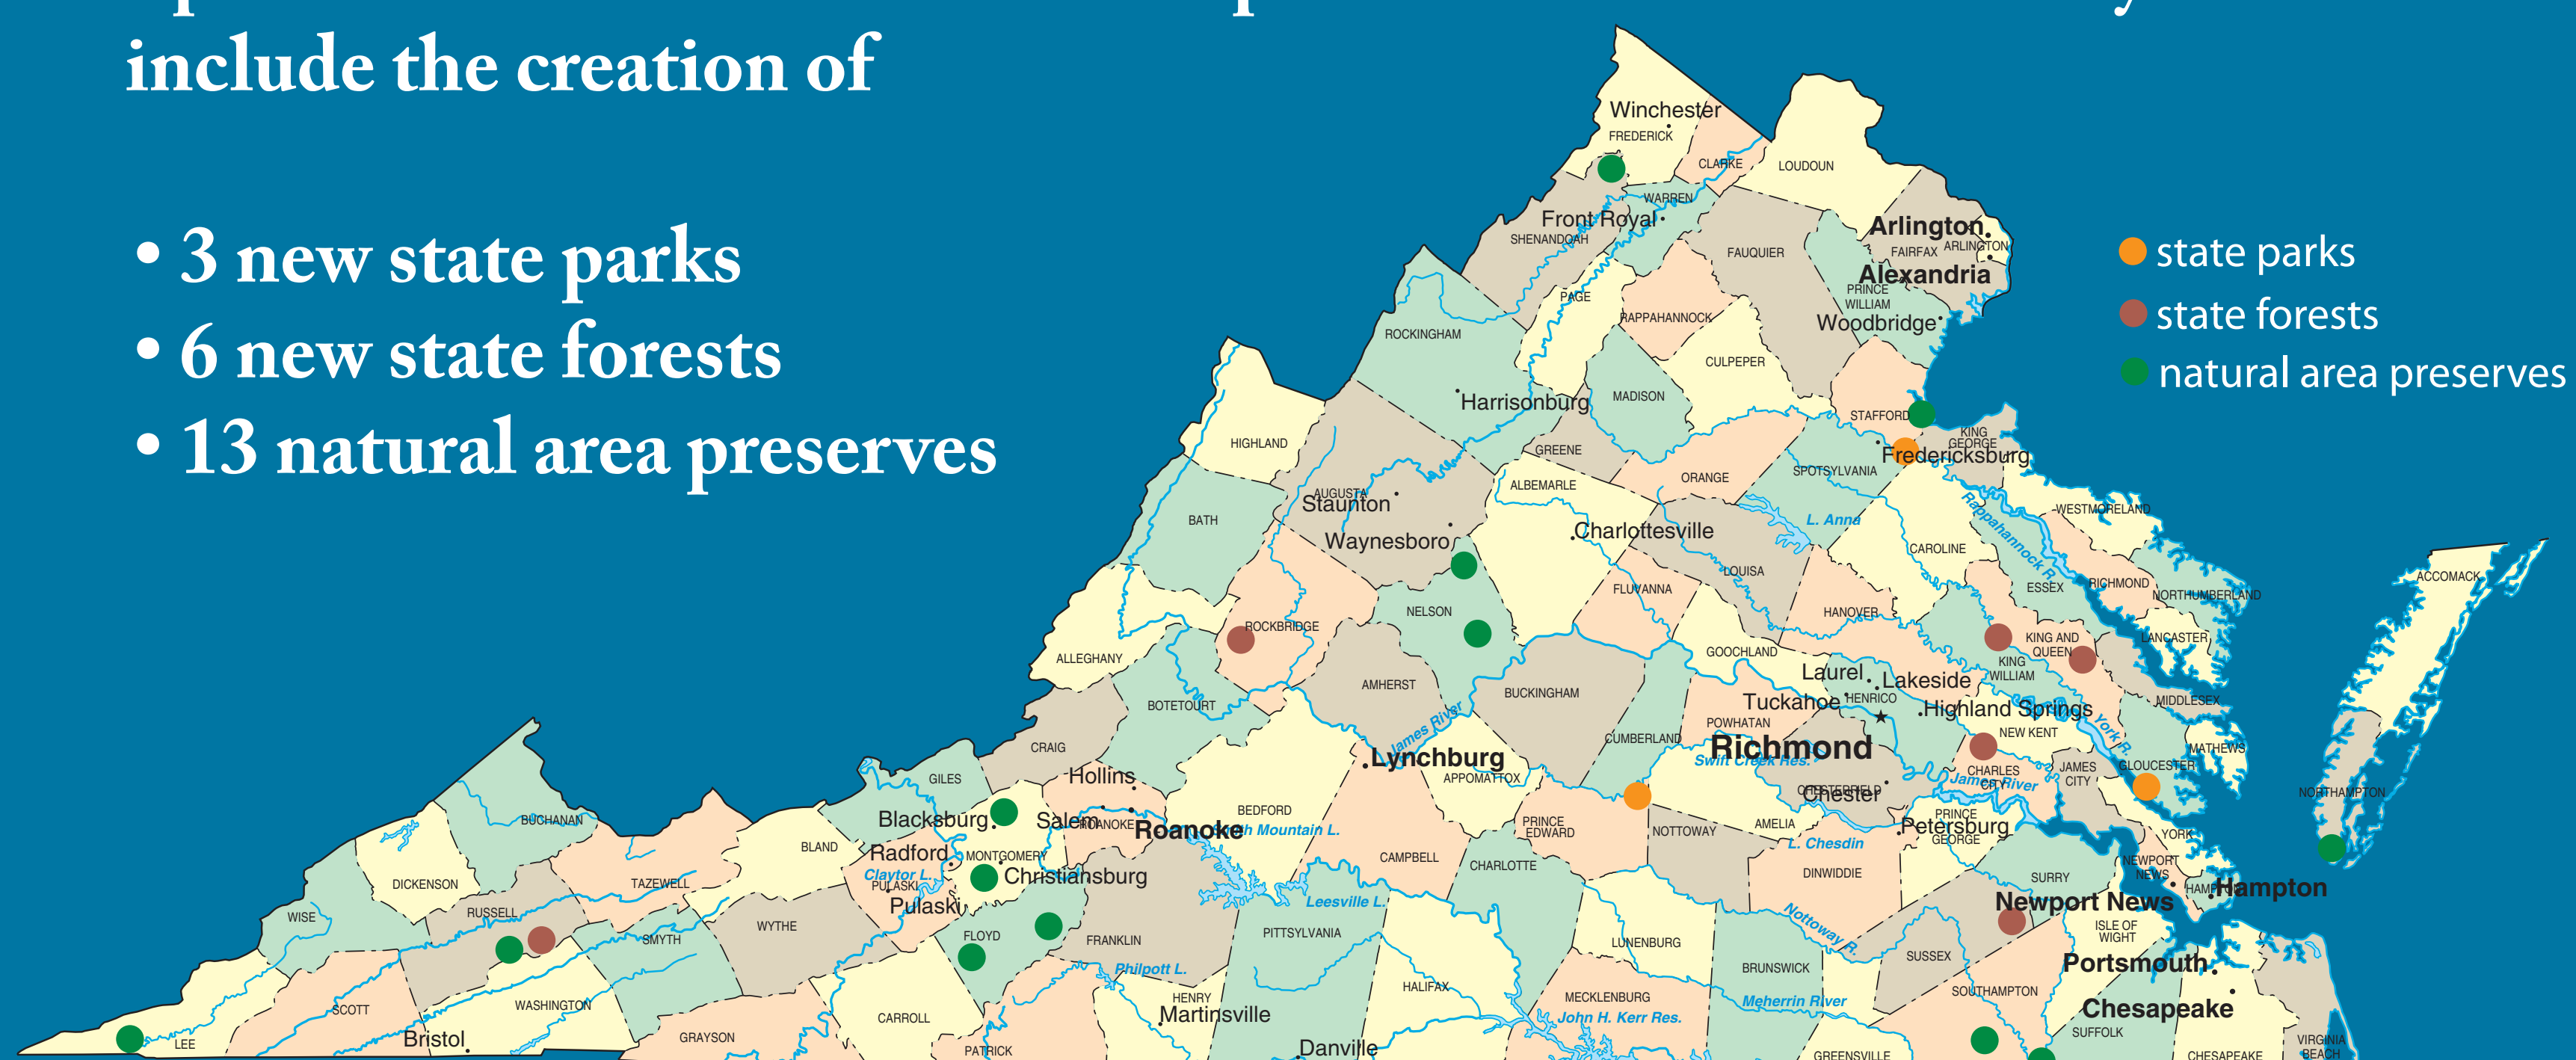 include the creation of
• 3 new state parks
• 6 new state forests
• 13 natural area preserves
state parks
state forests
natural area preserves
Winchester
FREDERICK
CLARKE
LOUDOUN
WARREN
Front Royal
SHENANDOAH
FAUQUIER
Arlington
ARLINGTON
FAIRFAX
Alexandria
PRINCE
WILLIAM
Woodbridge
PAGE
RAPPAHANNOCK
ROCKINGHAM
CULPEPER
MADISON
Harrisonburg
STAFFORD
KING
GEORGE
Fredericksburg
HIGHLAND
GREENE
ORANGE
SPOTSYLVANIA
ALBEMARLE
AUGUSTA
Staunton
BATH
L. Anna
Rappahannock R.
WESTMORELAND
Charlottesville
Waynesboro
CAROLINE
LOUISA
ESSEX
RICHMOND
NORTHUMBERLAND
ACCOMACK
FLUVANNA
NELSON
HANOVER
ROCKBRIDGE
KING AND
QUEEN
LANCASTER
ALLEGHANY
GOOCHLAND
KING
WILLIAM
Laurel
Lakeside
AMHERST
BUCKINGHAM
Tuckahoe
HENRICO
BOTETOURT
Highland Springs
MIDDLESEX
James River
POWHATAN
CUMBERLAND
York R.
NEW KENT
CRAIG
Lynchburg
Richmond
MATHEWS
Swift Creek Res.
GLOUCESTER
JAMES
CITY
CHARLES
CITY
James River
GILES
Hollins
APPOMATTOX
CHESTERFIELD
Chester
NORTHAMPTON
BEDFORD
Blacksburg
Salem
ROANOKE
Roanoke
Smith Mountain L.
PRINCE
EDWARD
NOTTOWAY
AMELIA
PRINCE
GEORGE
Petersburg
YORK
BUCHANAN
BLAND
L. Chesdin
Radford
MONTGOMERY
CAMPBELL
CHARLOTTE
NEWPORT
NEWS
Claytor L.
Christiansburg
DINWIDDIE
SURRY
HAMPTON
Hampton
DICKENSON
TAZEWELL
PULASKI
Pulaski
Leesville L.
Newport News
WISE
RUSSELL
WYTHE
Nottoway R.
SMYTH
FLOYD
FRANKLIN
PITTSYLVANIA
LUNENBURG
ISLE OF
WIGHT
SUSSEX
Portsmouth
Philpott L.
BRUNSWICK
HALIFAX
SOUTHAMPTON
SCOTT
WASHINGTON
HENRY
MECKLENBURG
Meherrin River
Chesapeake
Martinsville
CARROLL
John H. Kerr Res.
SUFFOLK
LEE
Bristol
GRAYSON
PATRICK
Danville
GREENSVILLE
CHESAPEAKE
VIRGINIA
BEACH